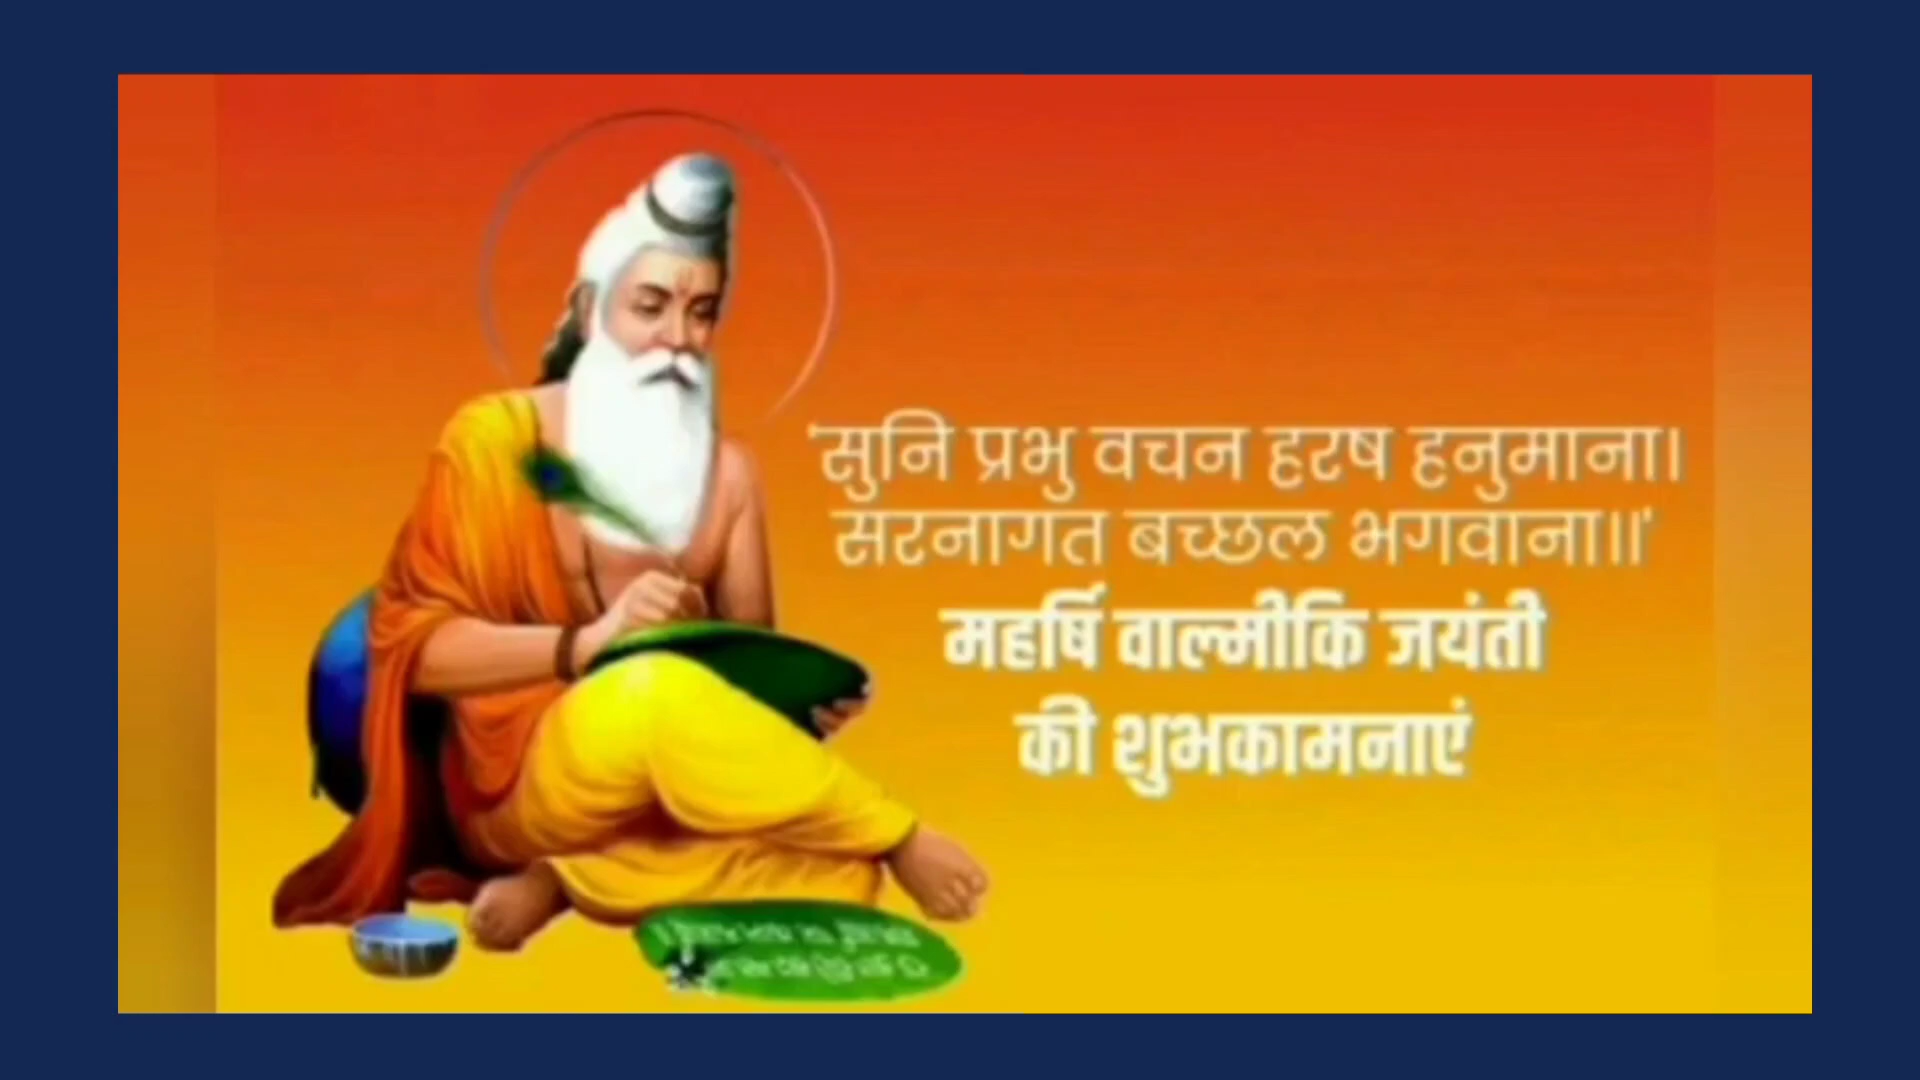 'सुनि प्रभु वचन हरष हनुमाना।
सरनागत बच्छल भगवाना॥'
महर्षि वाल्मीकि जयंती
की शुभकामनाएं